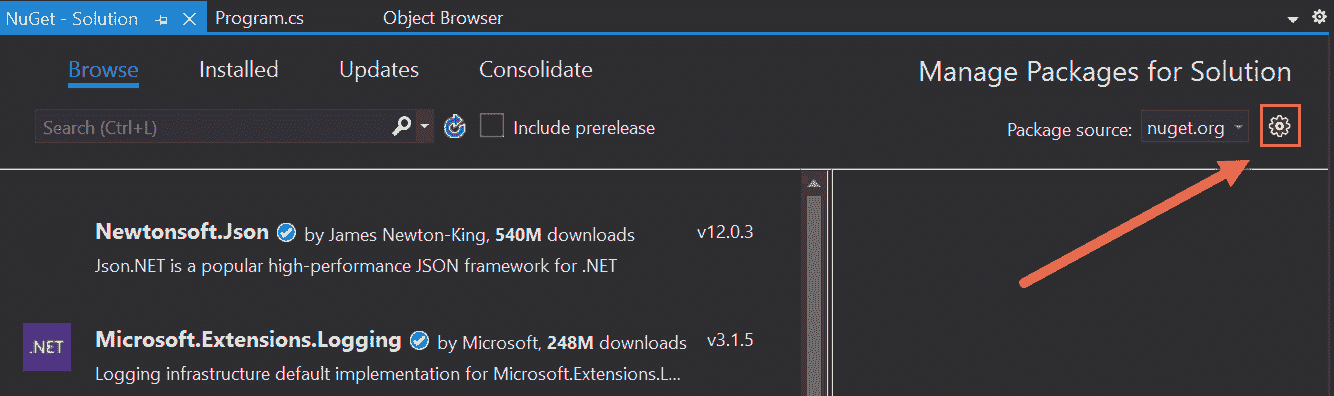 NuGet - Solution Program.cs Object Browser
Browse Installed Updates Consolidate Manage Packages for Solution
Search (Ctrl+L) Include prerelease Package source: nuget.org
Newtonsoft.Json by James Newton-King, 540M downloads v12.0.3
Json.NET is a popular high-performance JSON framework for .NET
.NET
Microsoft.Extensions.Logging by Microsoft, 248M downloads v3.1.5
Logging infrastructure default implementation for Microsoft.Extensions.L...